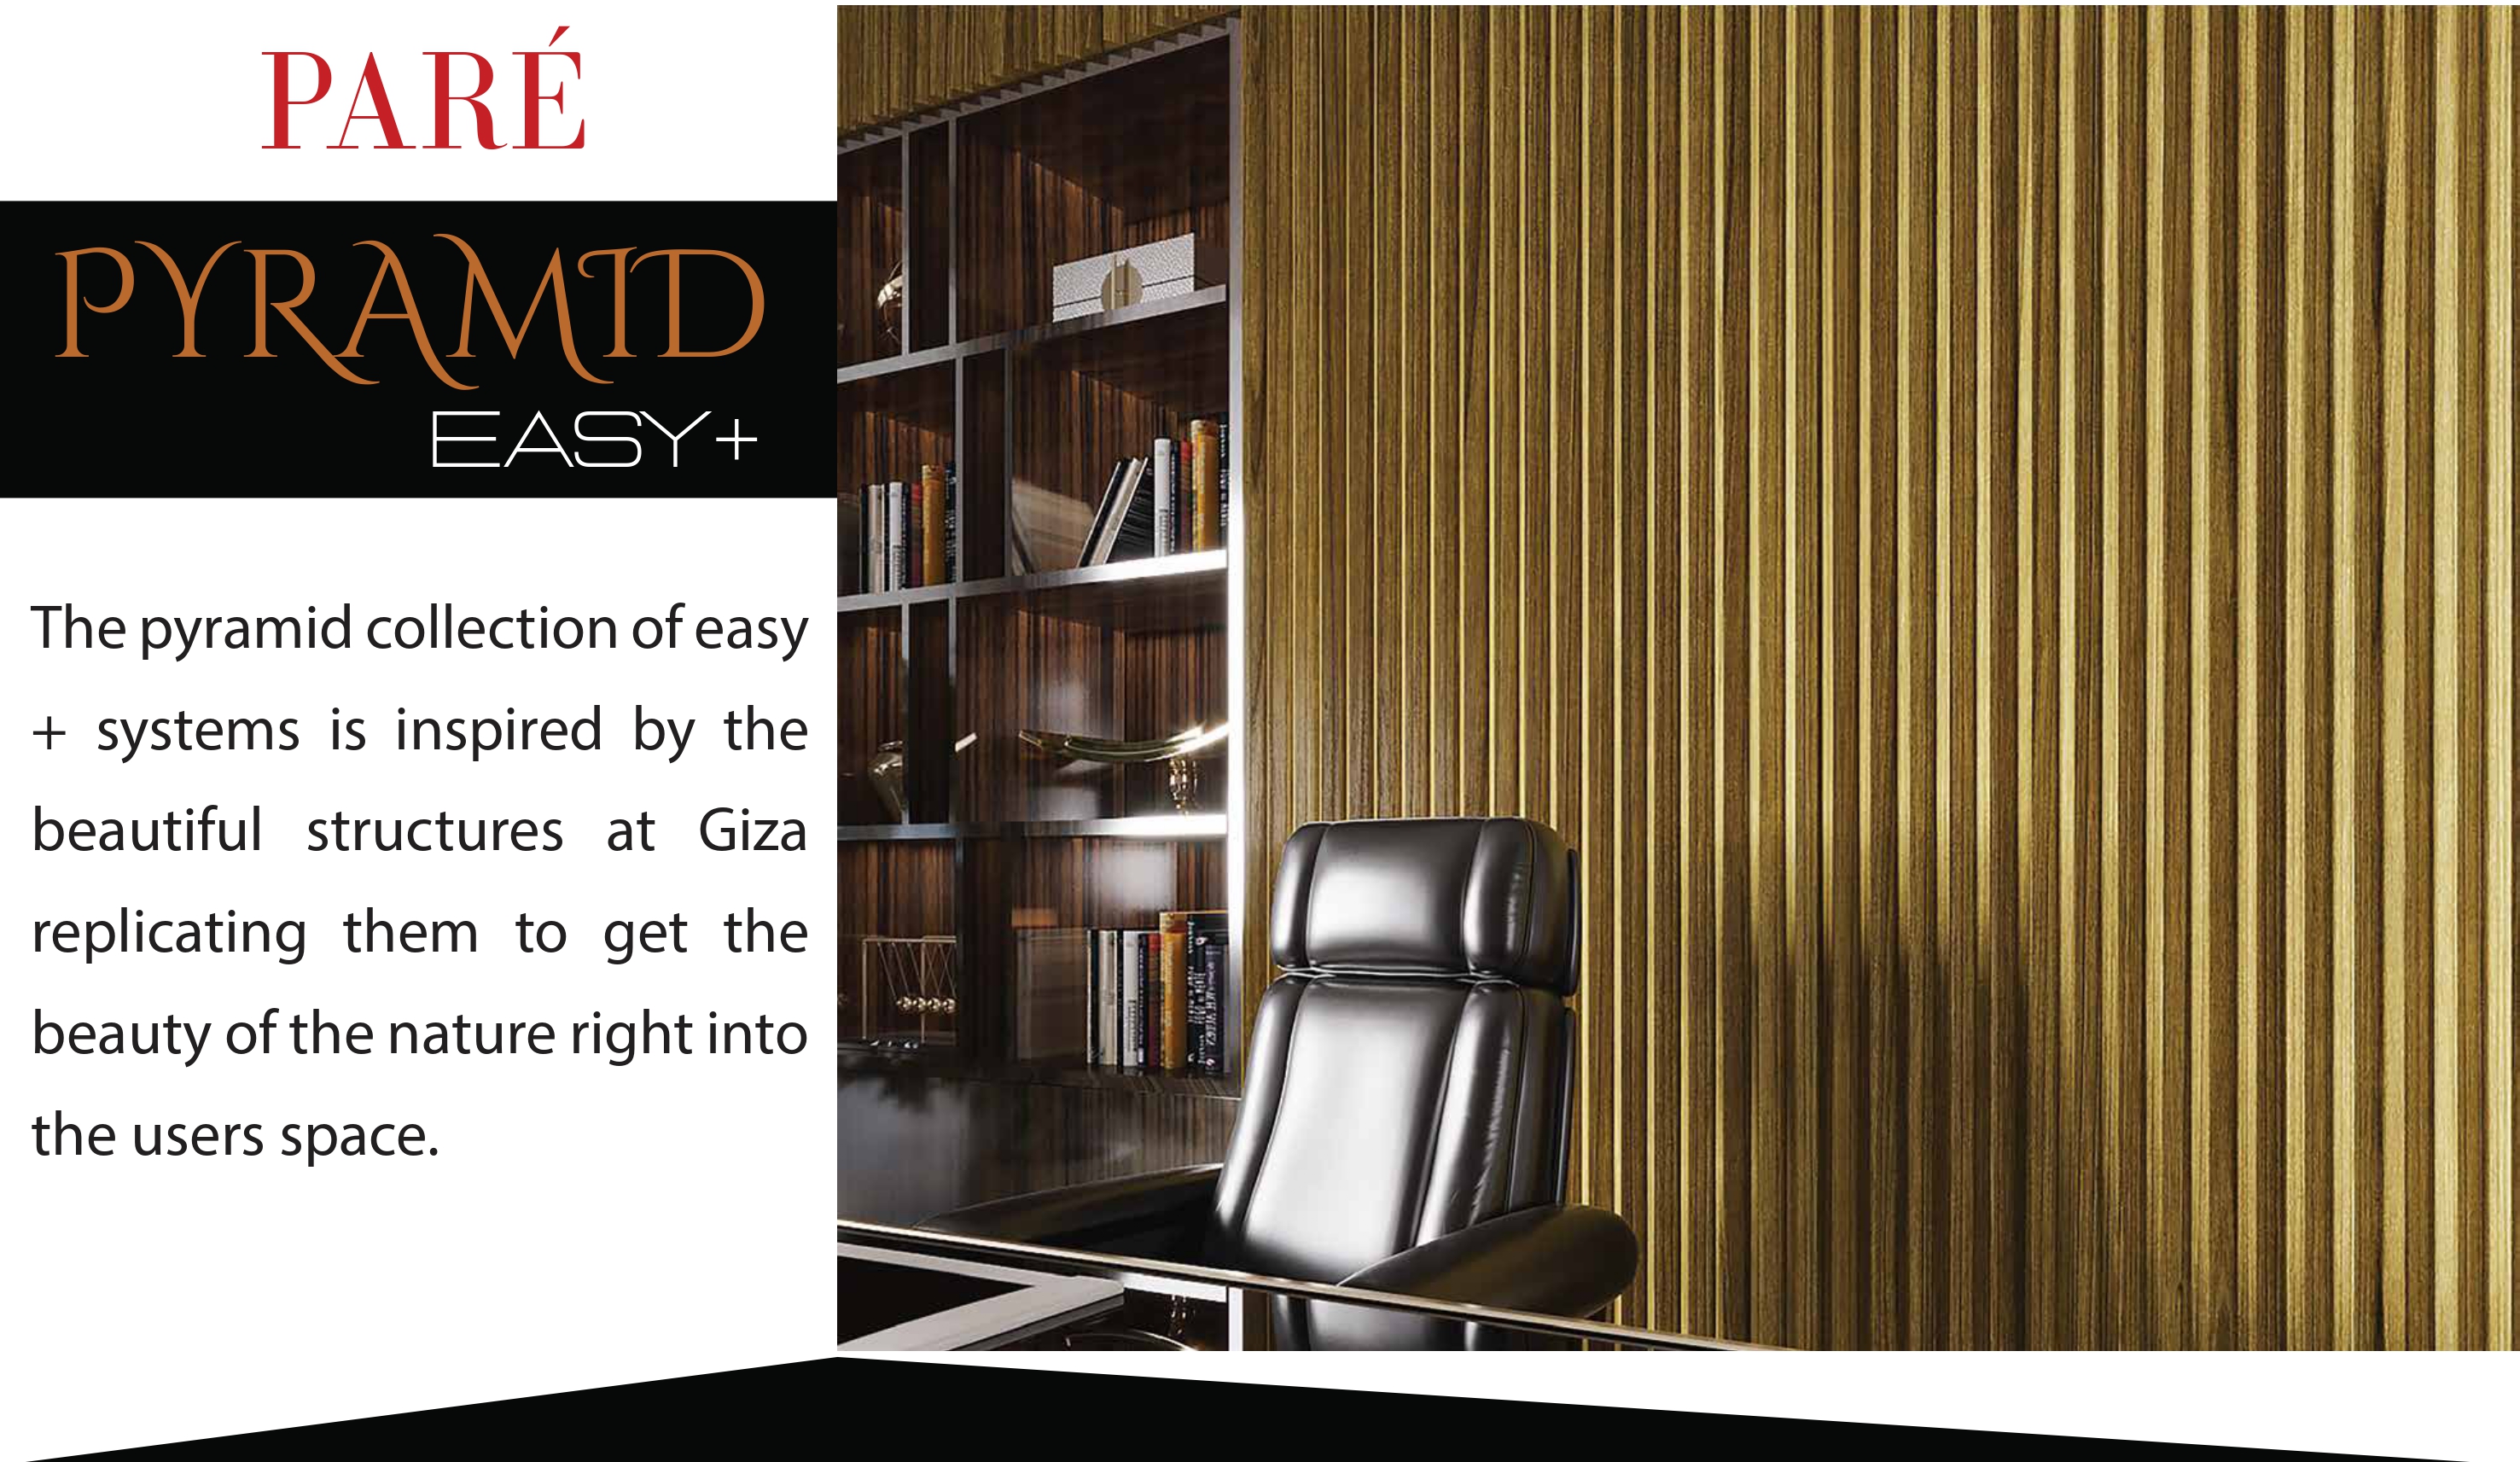 PARÉ
PYRAMID
EASY+
The pyramid collection of easy
+ systems is inspired by the
beautiful structures at Giza
replicating them to get the
beauty of the nature right into
the users space.